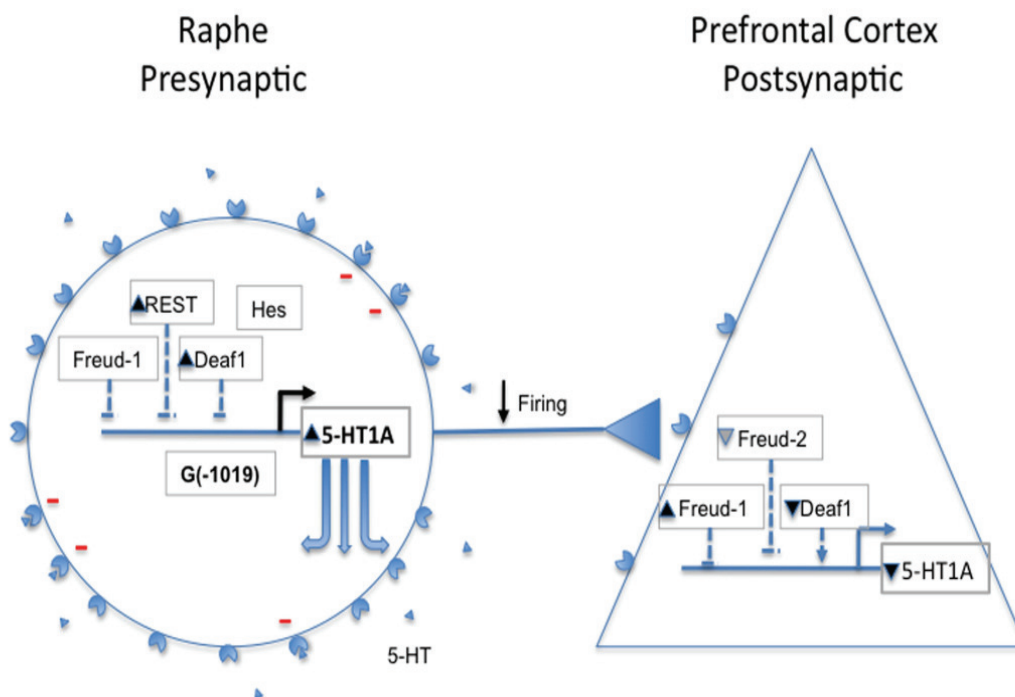 Raphe
Presynaptic
Prefrontal Cortex
Postsynaptic
REST
Hes
Freud-1
Deaf1
5-HT1A
G(-1019)
Firing
5-HT
Freud-2
Freud-1
Deaf1
5-HT1A